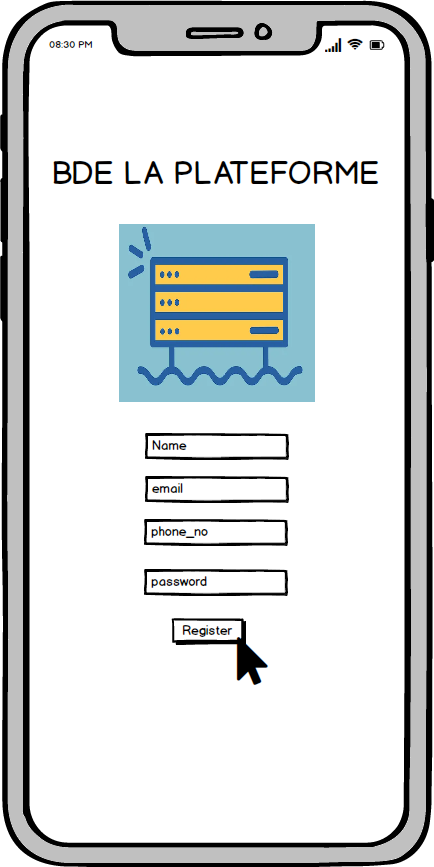 08:30 PM
BDE LA PLATEFORME
Name
email
phone_no
password
Register